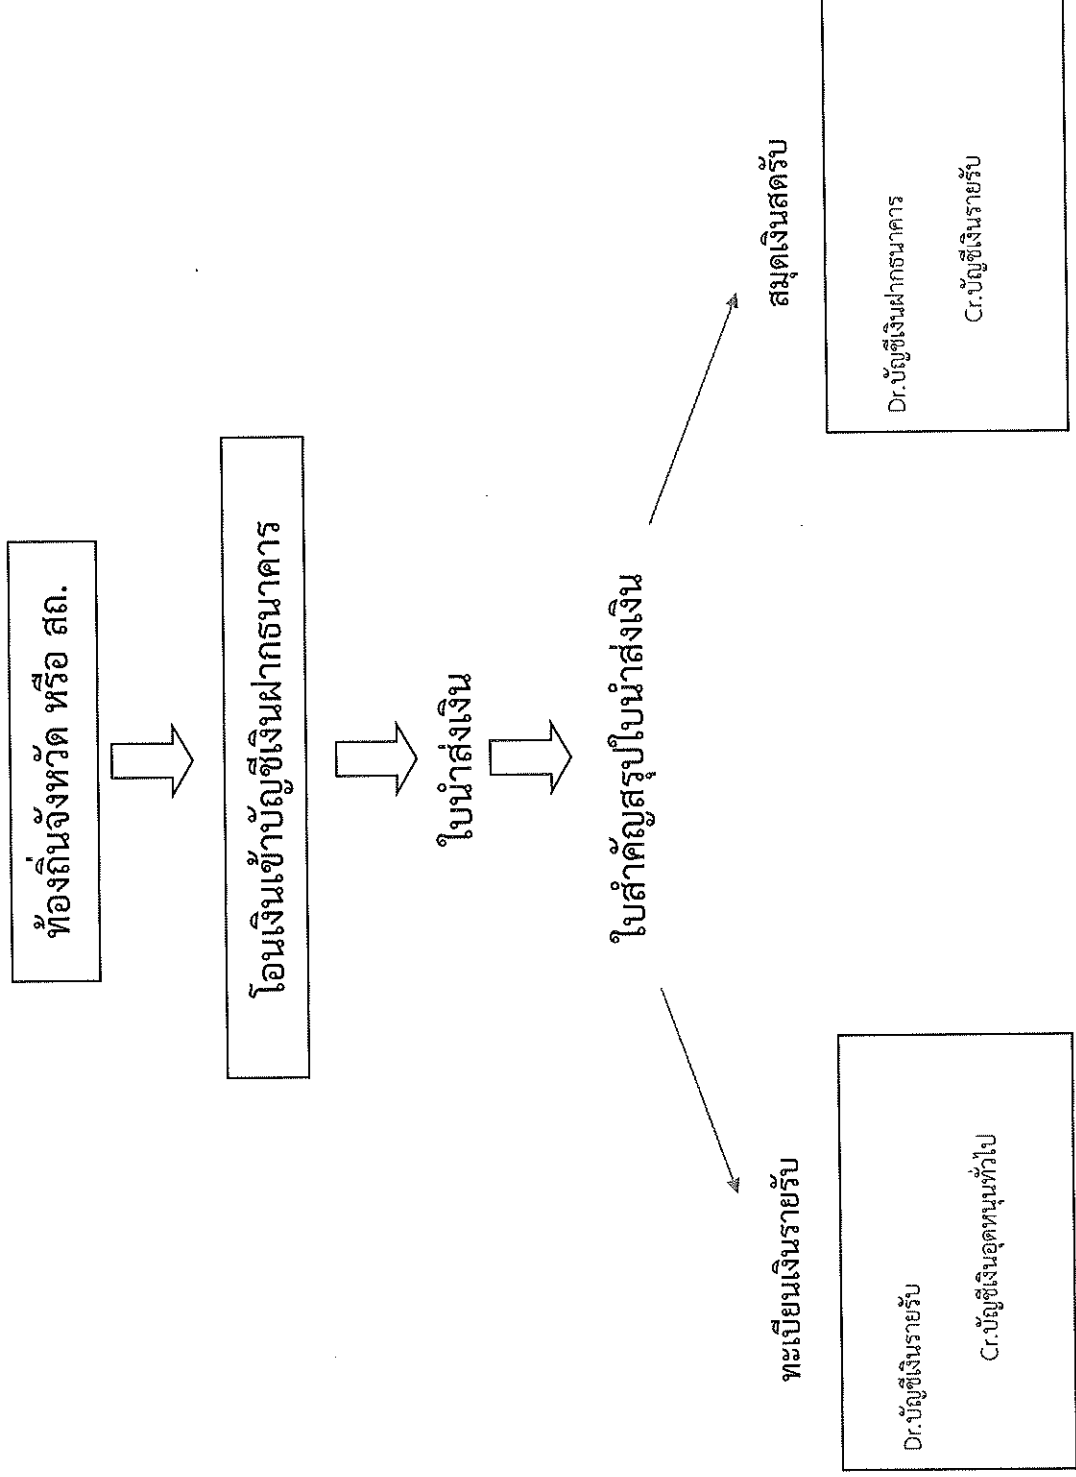 ท้องถิ่นจังหวัด หรือ สถ.
โอนเงินเข้าบัญชีเงินฝากธนาคาร
ใบนำส่งเงิน
ใบสำคัญสรุปใบนำส่งเงิน
ทะเบียนเงินรายรับ
Dr.บัญชีเงินรายรับ
Cr.บัญชีเงินอุดหนุนทั่วไป
สมุดเงินสดรับ
Dr.บัญชีเงินฝากธนาคาร
Cr.บัญชีเงินรายรับ